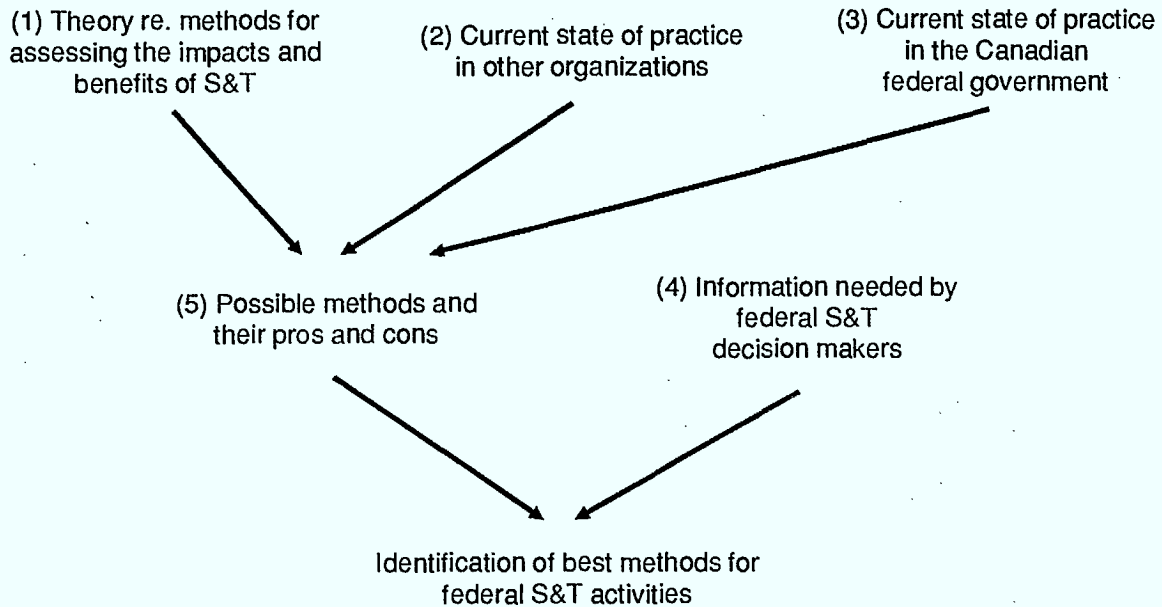 (1) Theory re. methods for
assessing the impacts and
benefits of S&T
(2) Current state of practice
in other organizations
(3) Current state of practice
in the Canadian
federal government
(5) Possible methods and
their pros and cons
(4) Information needed by
federal S&T
decision makers
Identification of best methods for
federal S&T activities